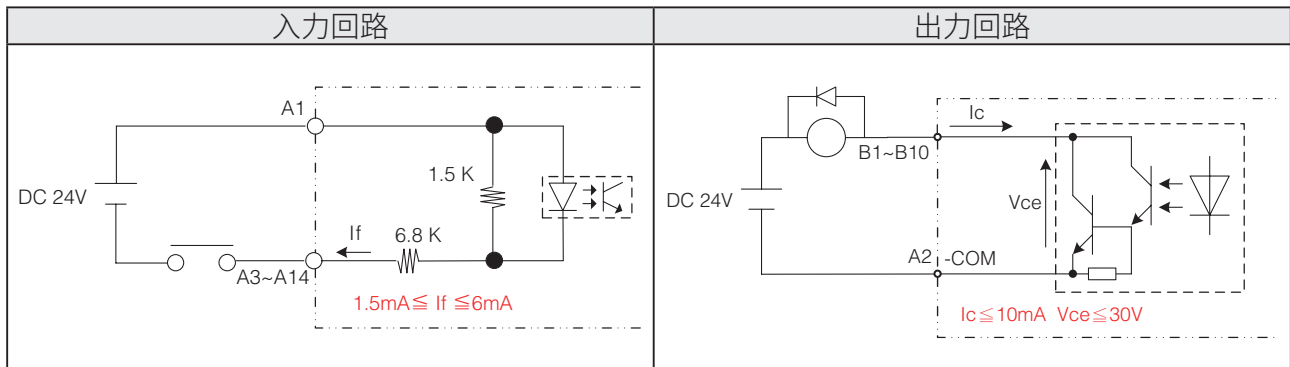 入力回路
出力回路
A1
DC 24V
1.5 K
If
6.8 K
A3~A14
1.5mA≦ If ≦6mA
Ic
B1~B10
DC 24V
Vce
A2
-COM
Ic≦10mA Vce≦30V